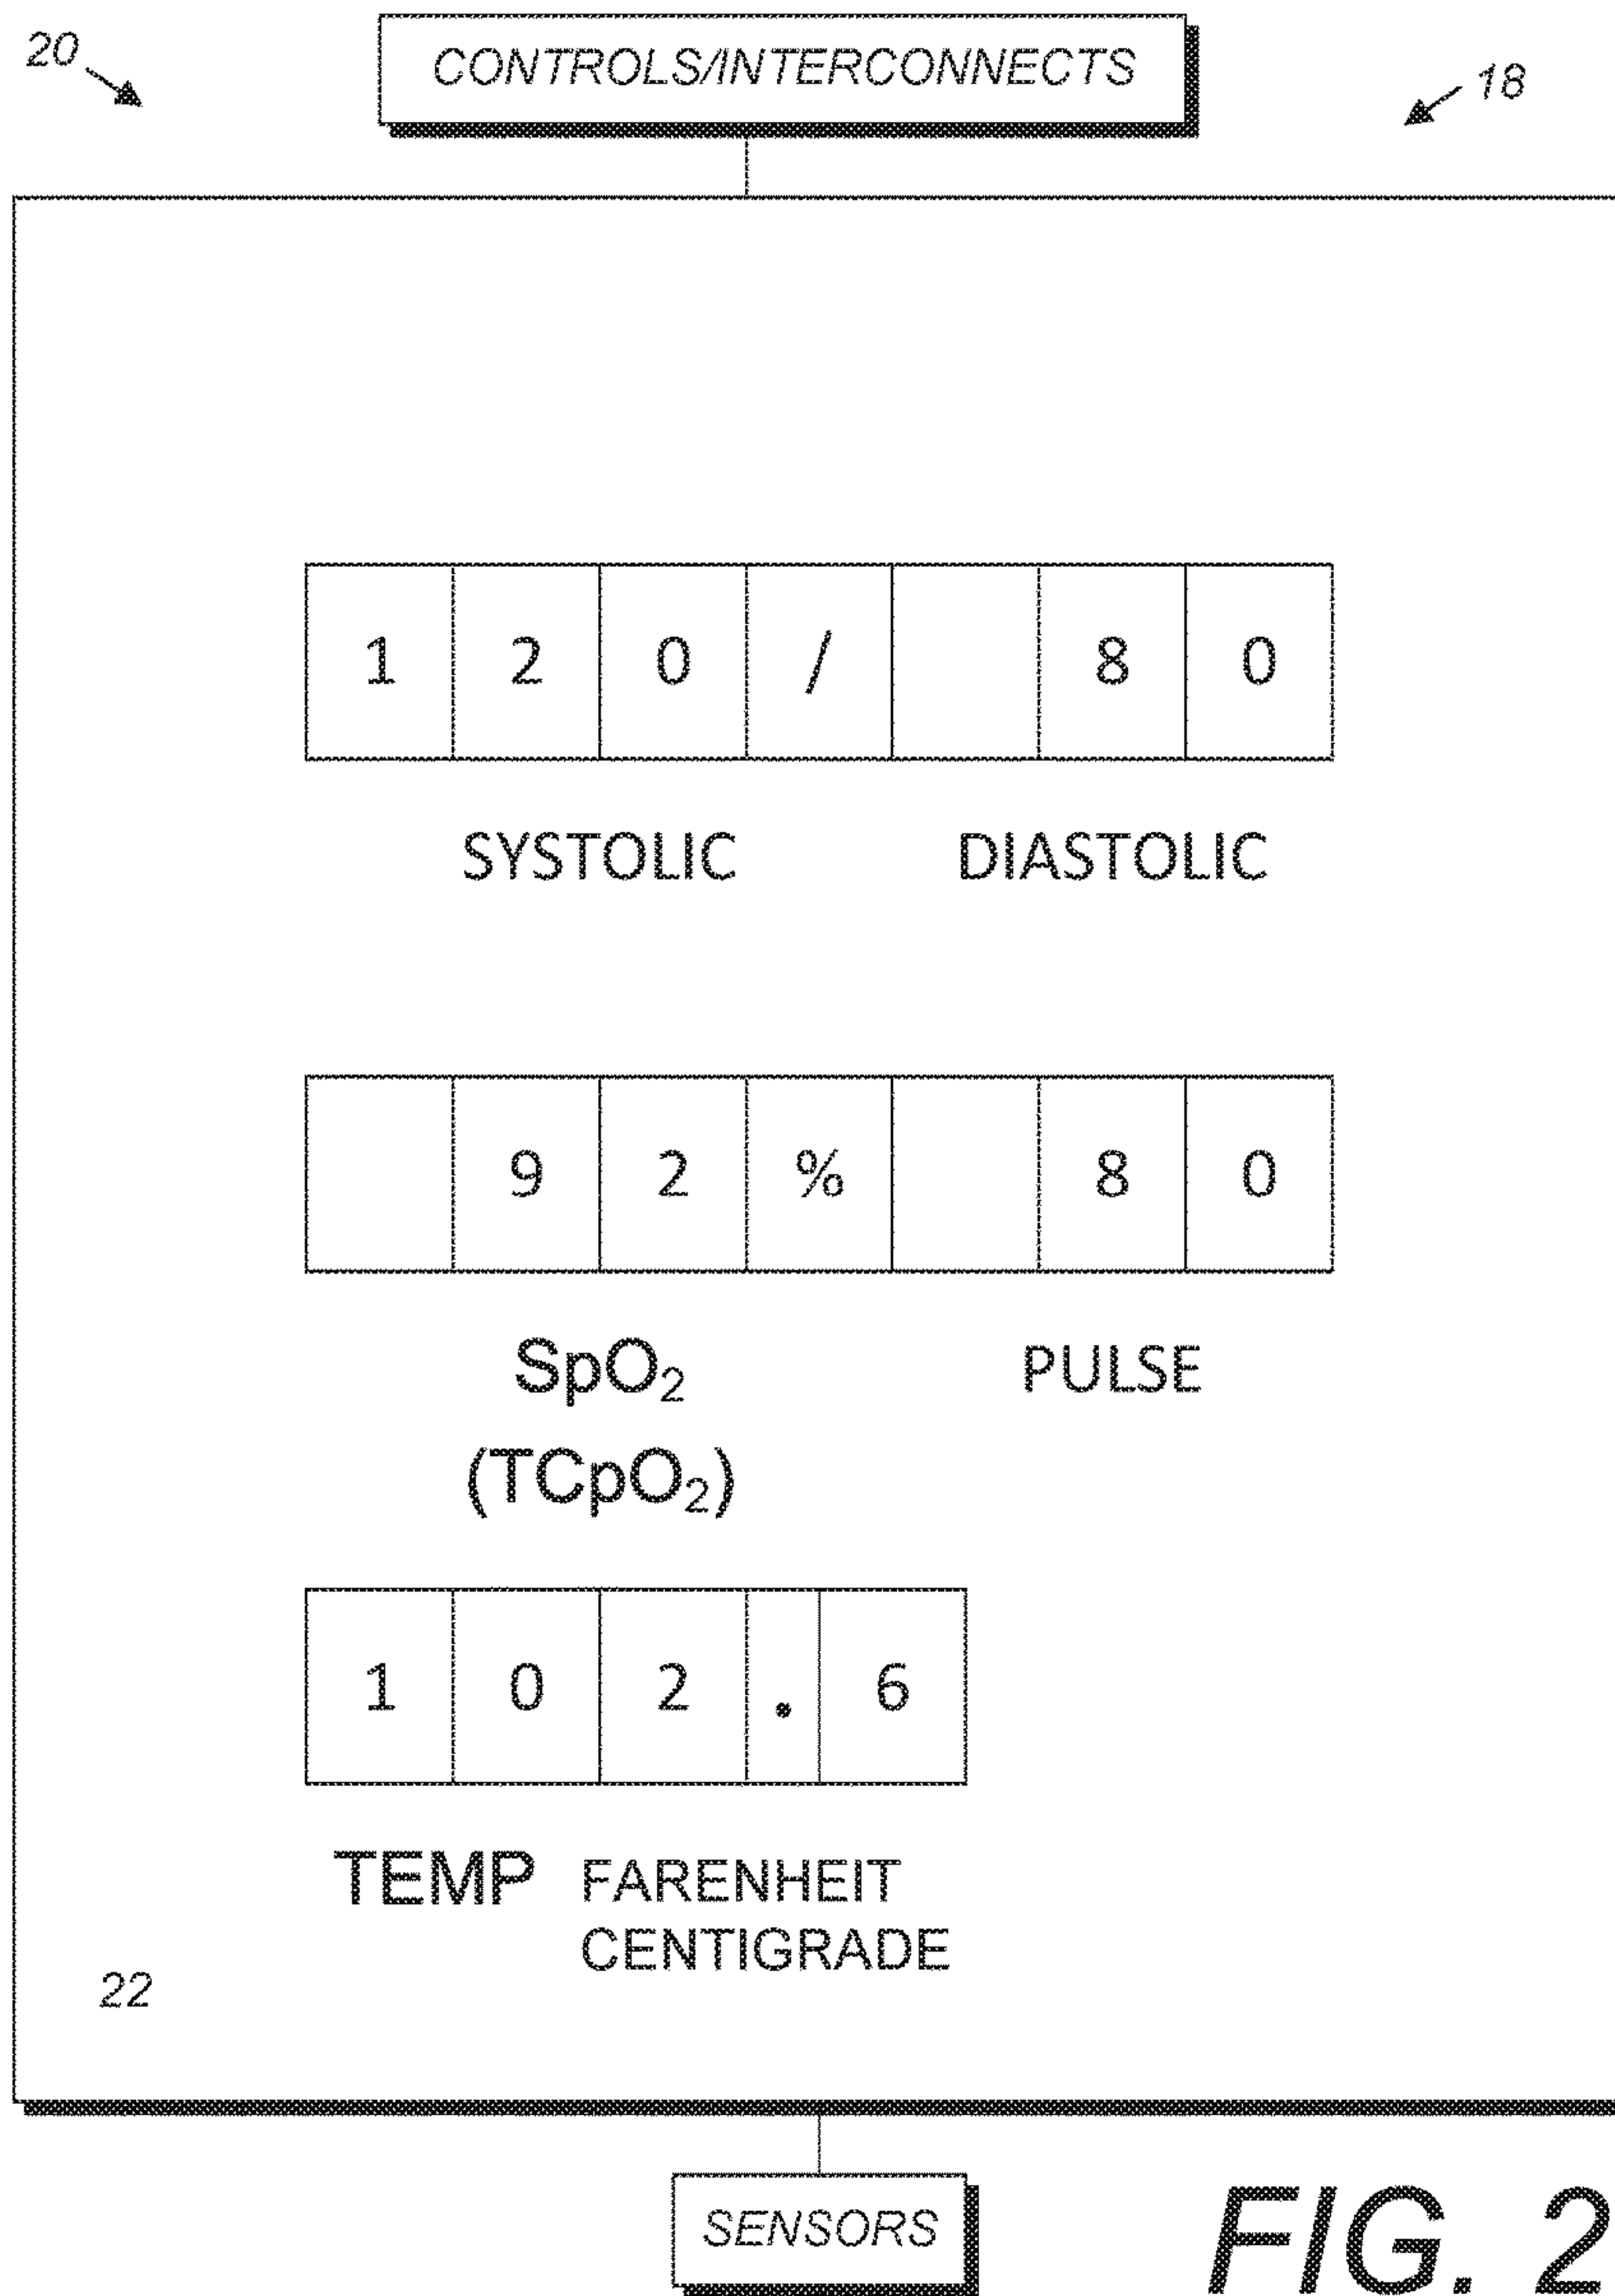 20
CONTROLS/INTERCONNECTS
18
1 2 0 / 8 0
SYSTOLIC DIASTOLIC
9 2 % 8 0
SpO₂ PULSE
(TCpO₂)
1 0 2 . 6
TEMP FARENHEIT
CENTIGRADE
22
SENSORS
FIG. 2